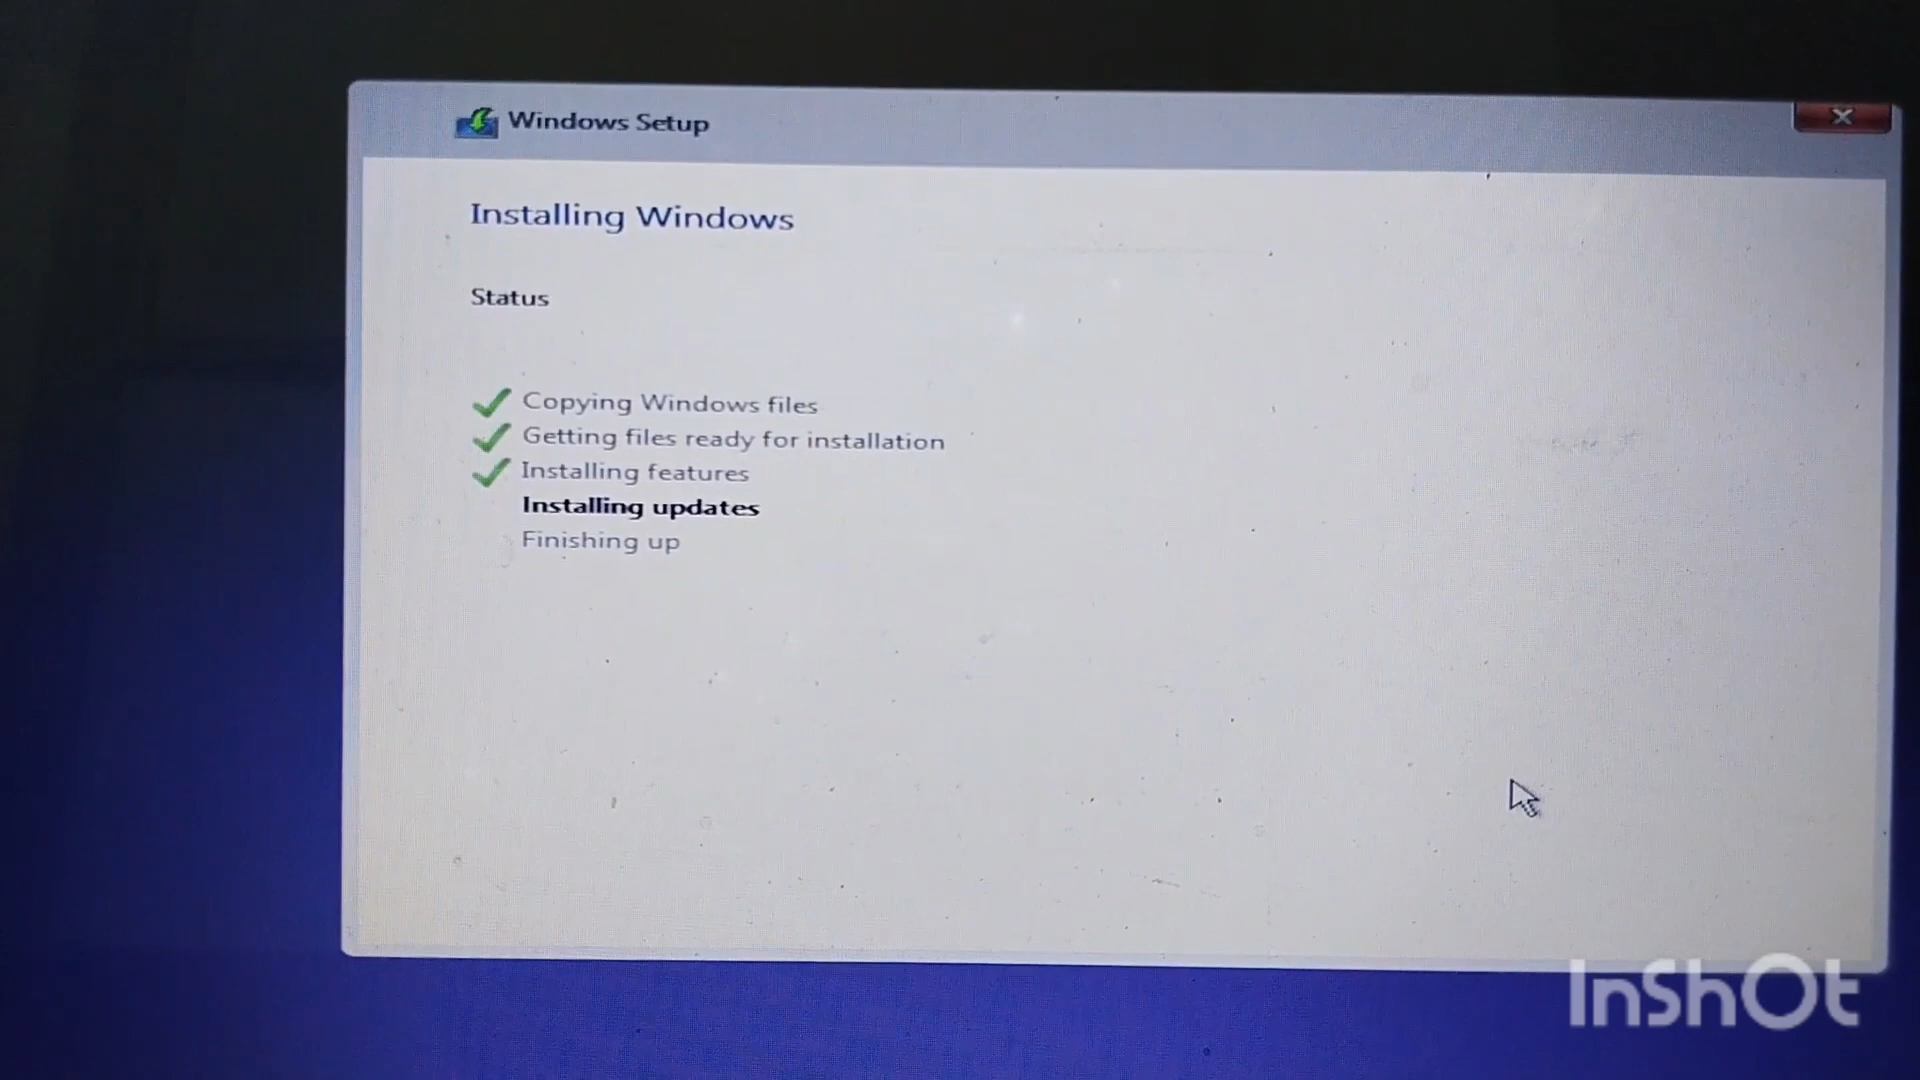 Windows Setup
Installing Windows
Status
Copying Windows files
Getting files ready for installation
Installing features
Installing updates
Finishing up
InShOt